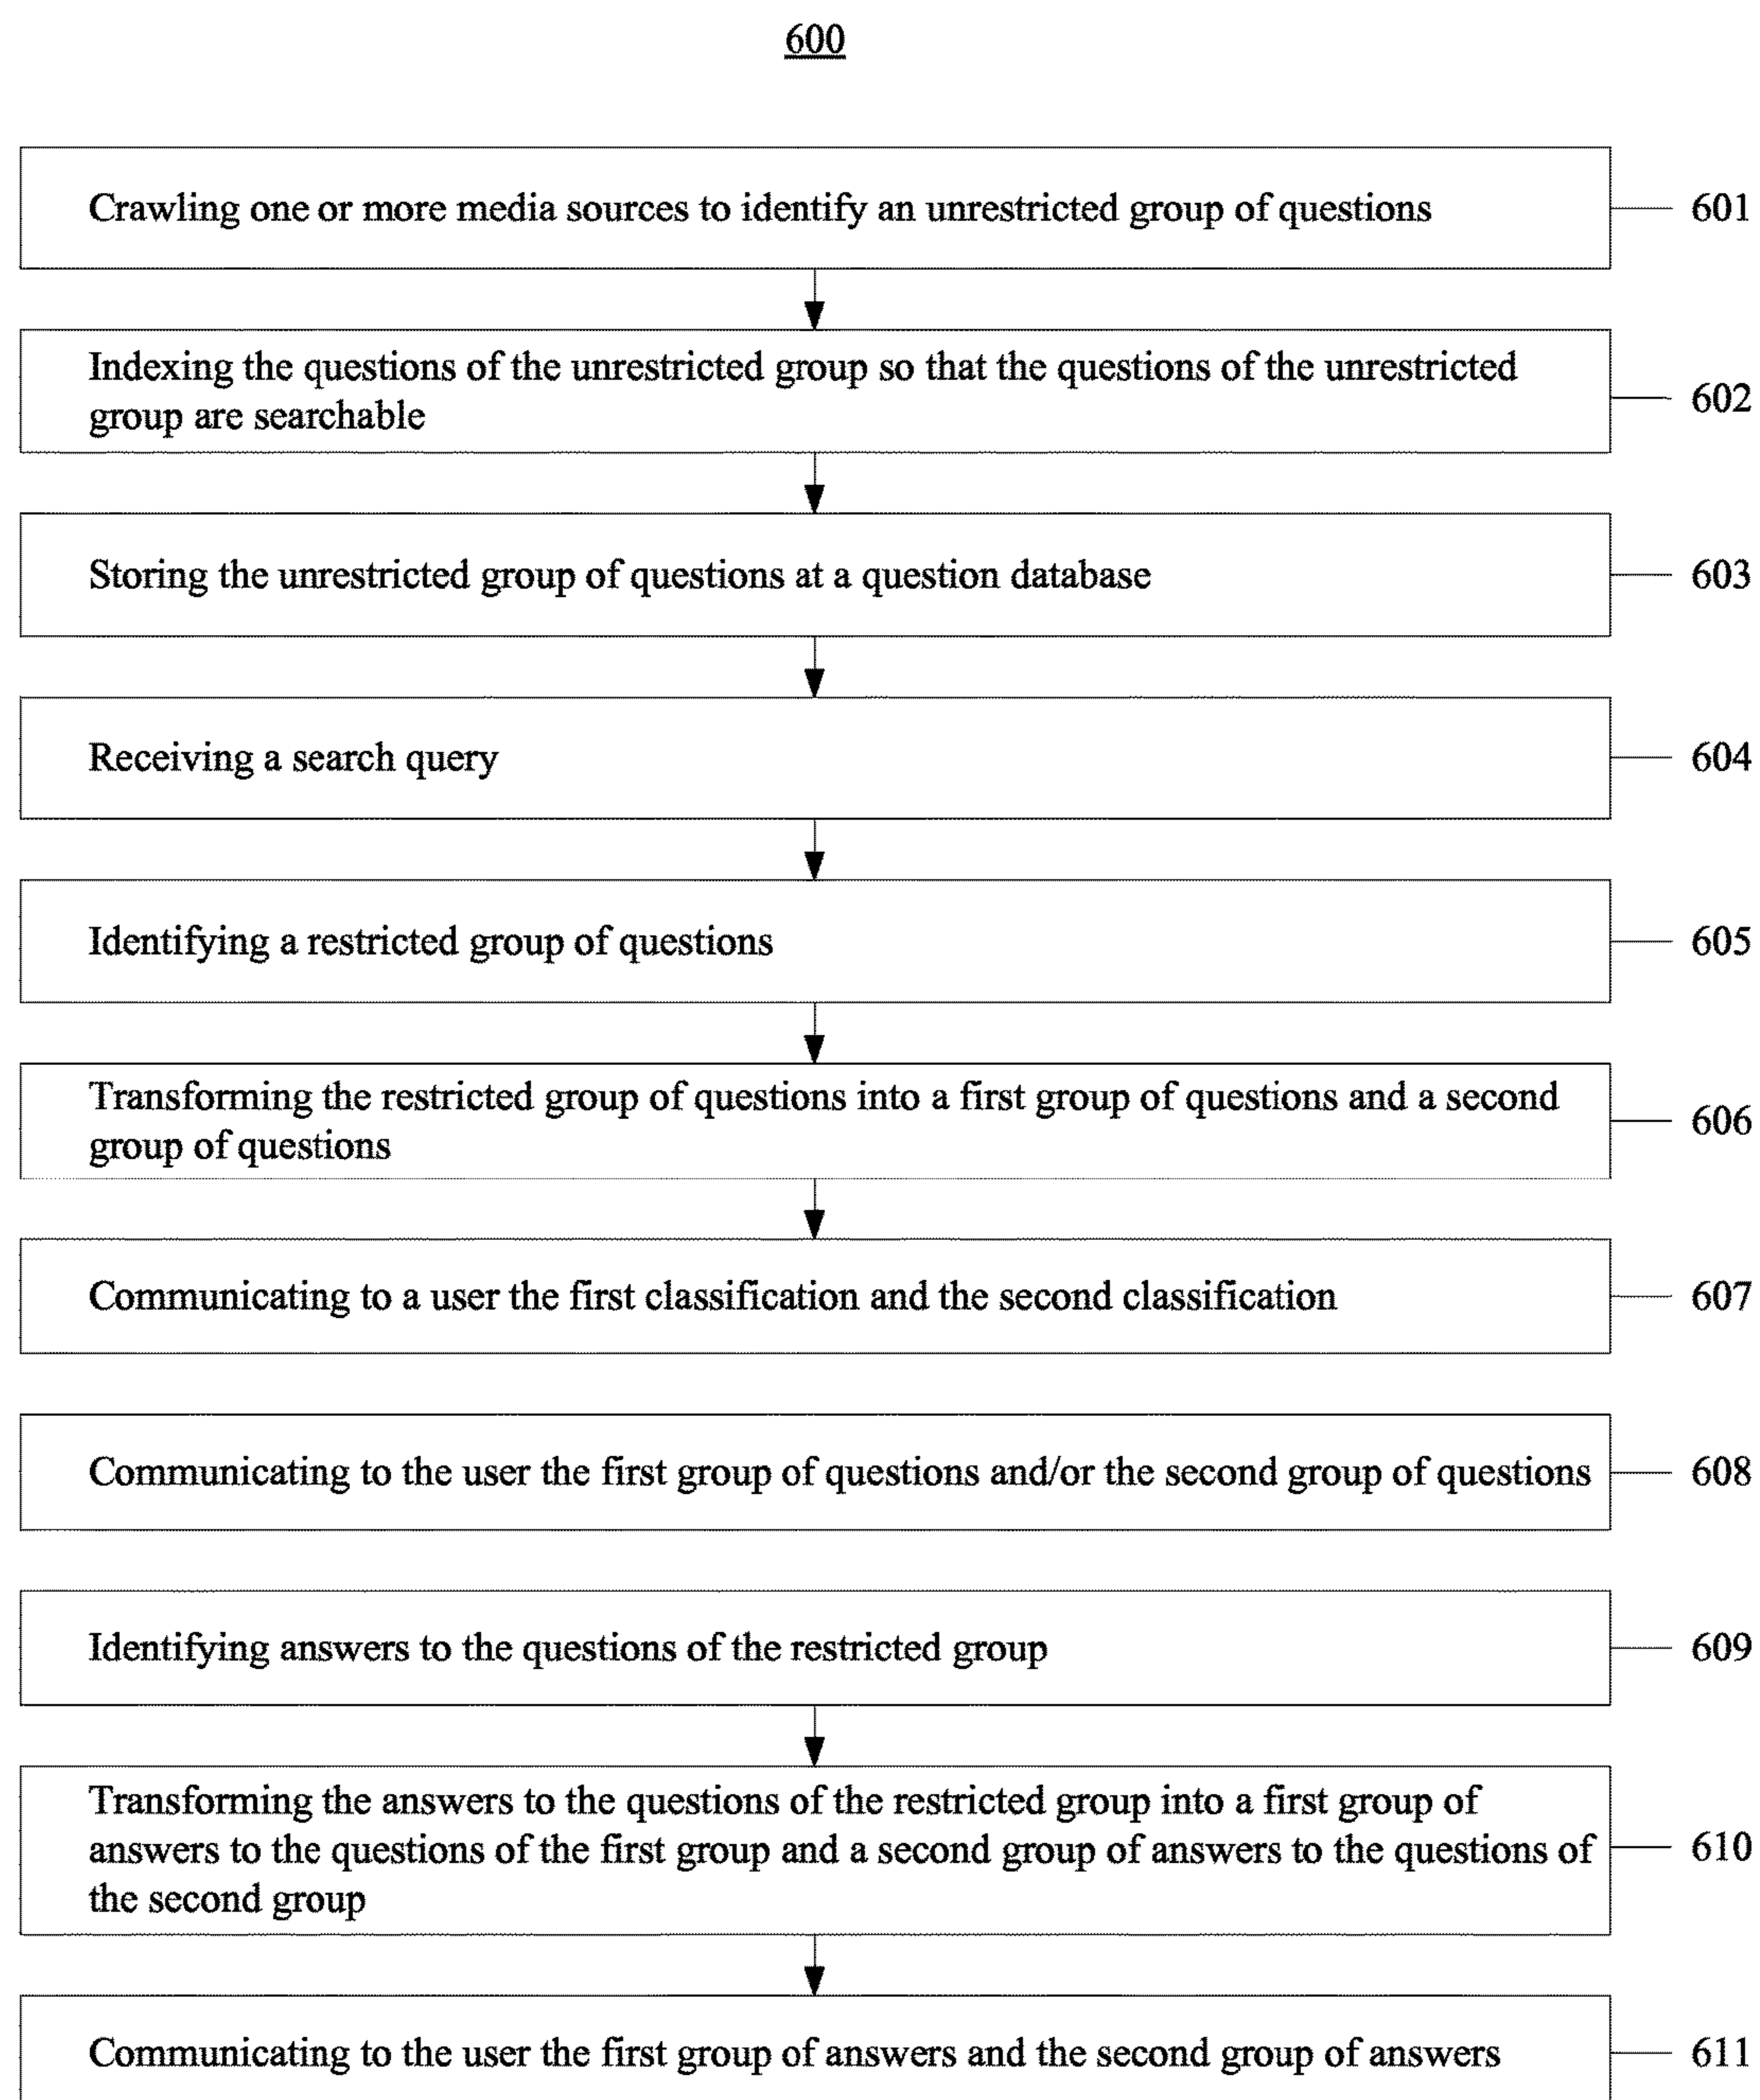 600
Crawling one or more media sources to identify an unrestricted group of questions
601
Indexing the questions of the unrestricted group so that the questions of the unrestricted
group are searchable
602
Storing the unrestricted group of questions at a question database
603
Receiving a search query
604
Identifying a restricted group of questions
605
Transforming the restricted group of questions into a first group of questions and a second
group of questions
606
Communicating to a user the first classification and the second classification
607
Communicating to the user the first group of questions and/or the second group of questions
608
Identifying answers to the questions of the restricted group
609
Transforming the answers to the questions of the restricted group into a first group of
answers to the questions of the first group and a second group of answers to the questions of
the second group
610
Communicating to the user the first group of answers and the second group of answers
611